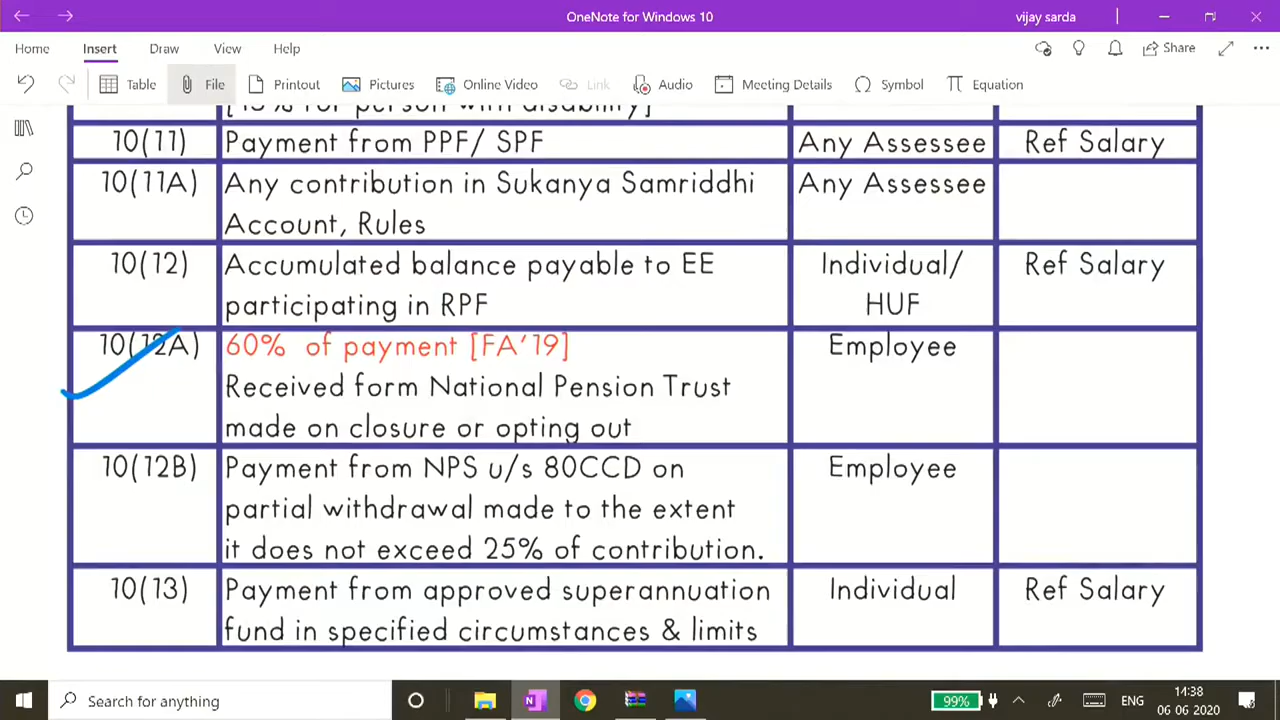 OneNote for Windows 10
vijay sarda
Home Insert Draw View Help
Share
Table File Printout Pictures Online Video Link Audio Meeting Details Symbol Equation
[15% for person with disability]
10(11) Payment from PPF/ SPF Any Assessee Ref Salary
10(11A) Any contribution in Sukanya Samriddhi Any Assessee
Account, Rules
10(12) Accumulated balance payable to EE Individual/ Ref Salary
participating in RPF HUF
10(12A) 60% of payment [FA'19] Employee
Received form National Pension Trust
made on closure or opting out
10(12B) Payment from NPS u/s 80CCD on Employee
partial withdrawal made to the extent
it does not exceed 25% of contribution.
10(13) Payment from approved superannuation Individual Ref Salary
fund in specified circumstances & limits
Search for anything
99%
ENG
14:38
06-06-2020